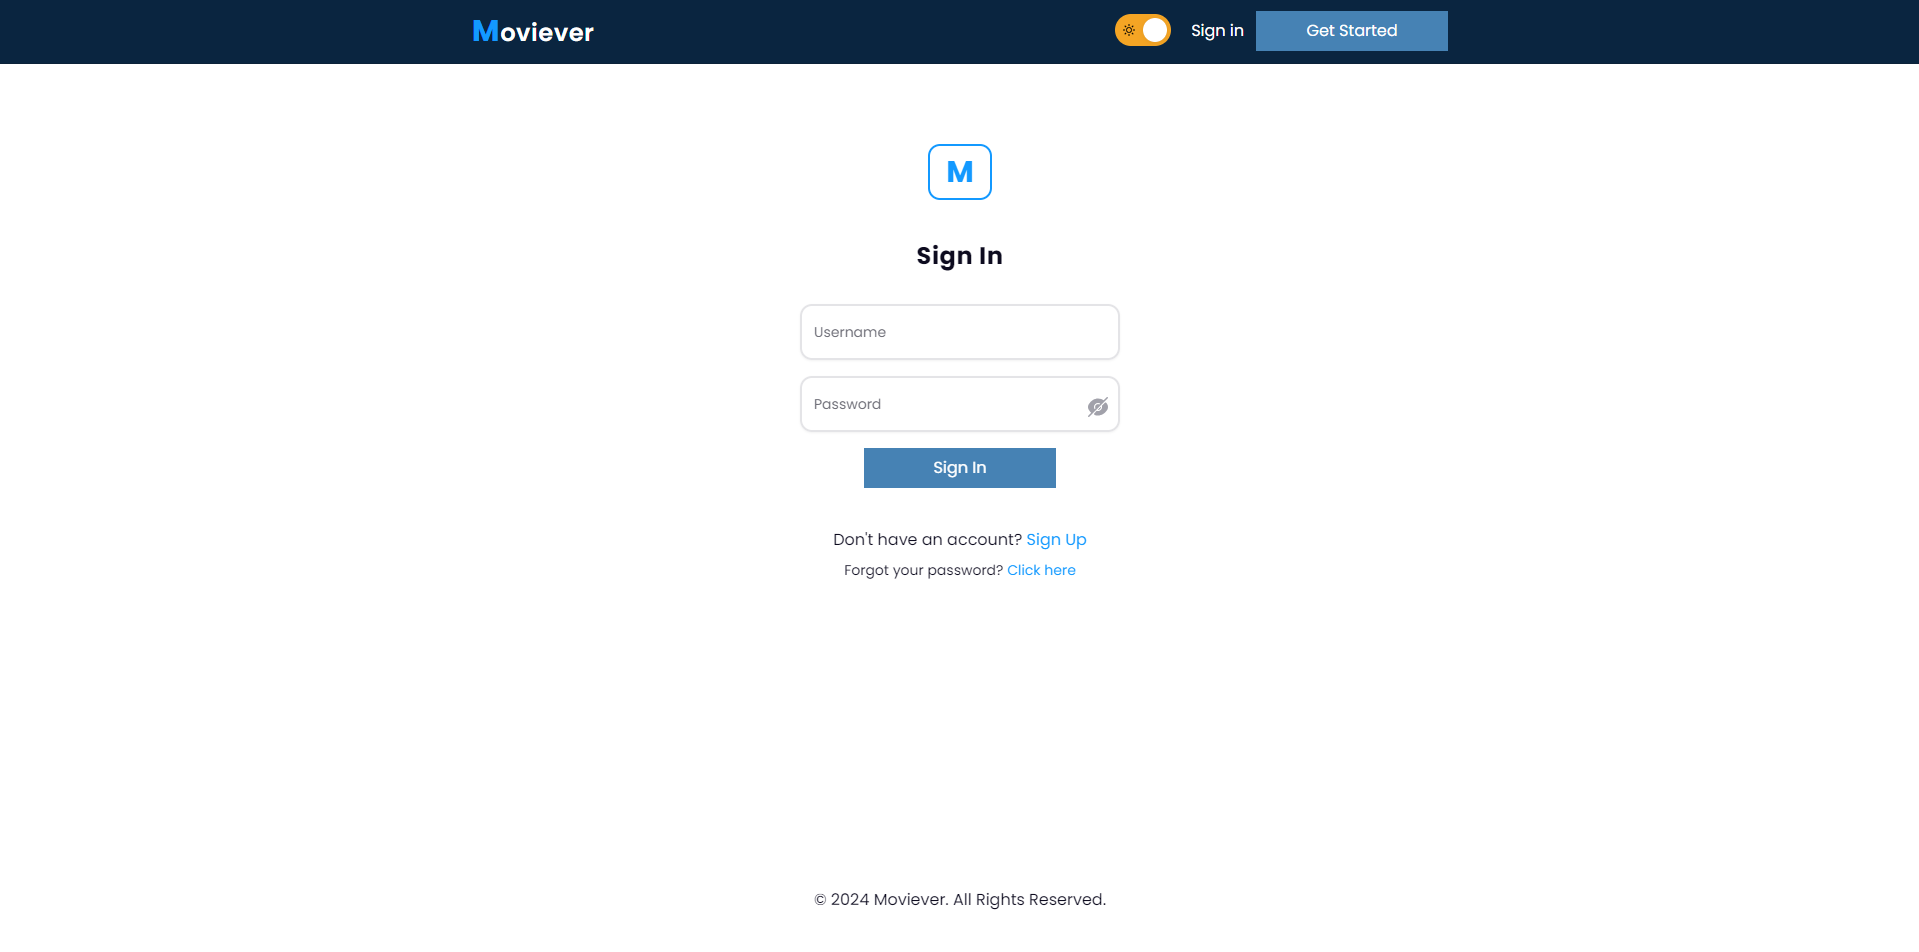 Moviever
Sign in
Get Started
M
Sign In
Username
Password
Sign In
Don't have an account? Sign Up
Forgot your password? Click here
© 2024 Moviever. All Rights Reserved.